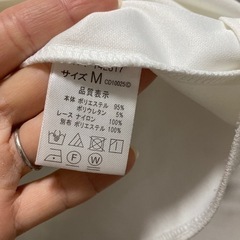 サイズ M CD10025Ⓒ
品質表示
本体 ポリエステル 95%
ポリウレタン 5%
レース ナイロン 100%
別布 ポリエステル 100%
P W